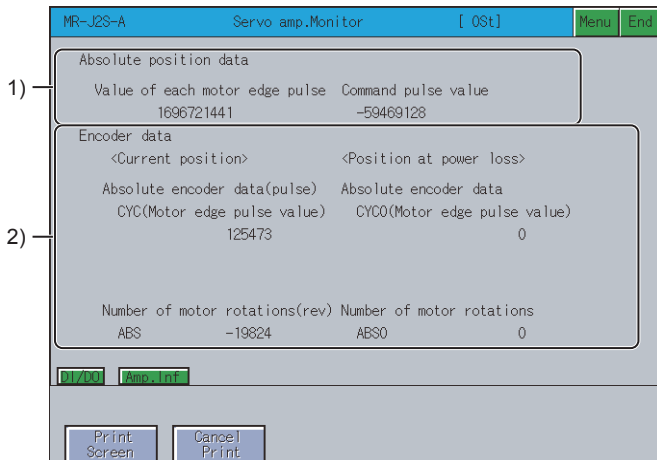 MR-J2S-A Servo amp.Monitor [ OSt] Menu End
1) Absolute position data
Value of each motor edge pulse Command pulse value
1696721441 -59469128
2) Encoder data
<Current position> <Position at power loss>
Absolute encoder data(pulse) Absolute encoder data
CYC(Motor edge pulse value) CYC0(Motor edge pulse value)
125473 0
Number of motor rotations(rev) Number of motor rotations
ABS -19824 ABS0 0
DI/DO Amp.Inf
Print Cancel
Screen Print